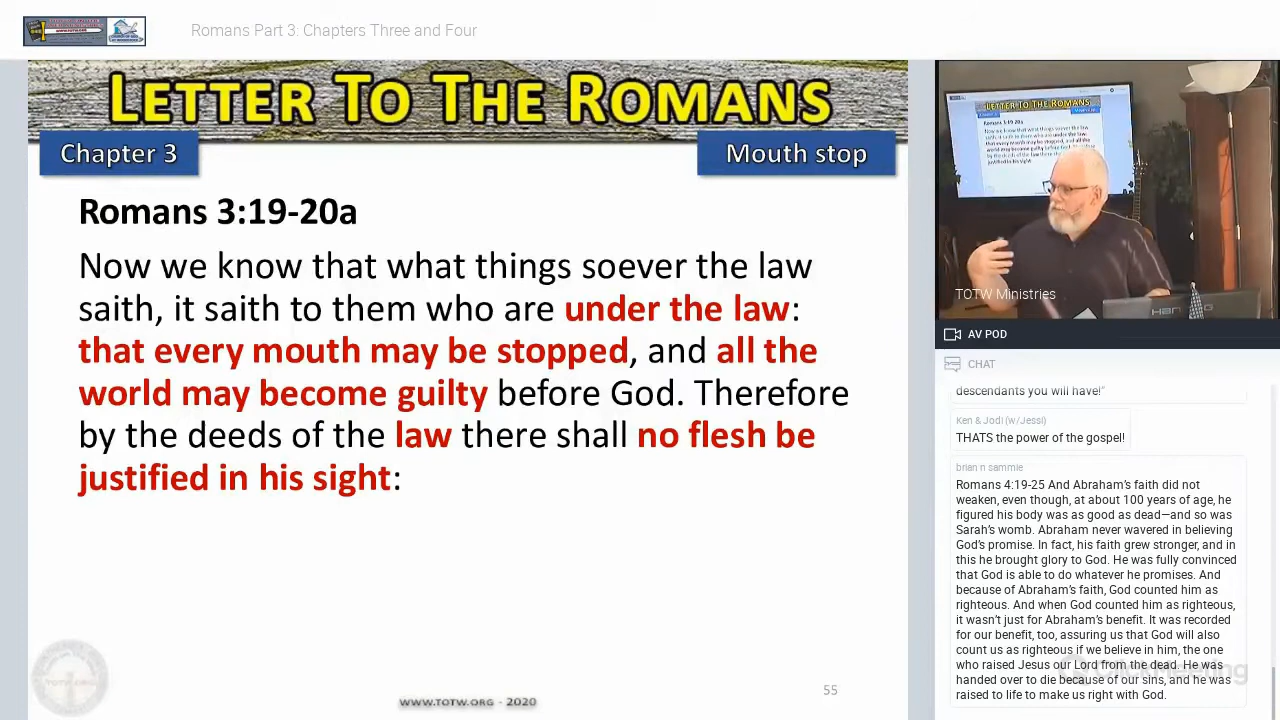 Romans Part 3: Chapters Three and Four
LETTER TO THE ROMANS
Chapter 3
Mouth stop
Romans 3:19-20a
Now we know that what things soever the law
saith, it saith to them who are under the law:
that every mouth may be stopped, and all the
world may become guilty before God. Therefore
by the deeds of the law there shall no flesh be
justified in his sight:
WWW.TOTW.ORG - 2020
55
LETTER TO THE ROMANS
Romans 3:19-20a
TOTW Ministries
AV POD
CHAT
descendants you will have!"
Ken & Jodi (w/Jessi)
THATS the power of the gospel!
brian n sammie
Romans 4:19-25 And Abraham's faith did not
weaken, even though, at about 100 years of age, he
figured his body was as good as dead—and so was
Sarah's womb. Abraham never wavered in believing
God's promise. In fact, his faith grew stronger, and in
this he brought glory to God. He was fully convinced
that God is able to do whatever he promises. And
because of Abraham's faith, God counted him as
righteous. And when God counted him as righteous,
it wasn't just for Abraham's benefit. It was recorded
for our benefit, too, assuring us that God will also
count us as righteous if we believe in him, the one
who raised Jesus our Lord from the dead. He was
handed over to die because of our sins, and he was
raised to life to make us right with God.